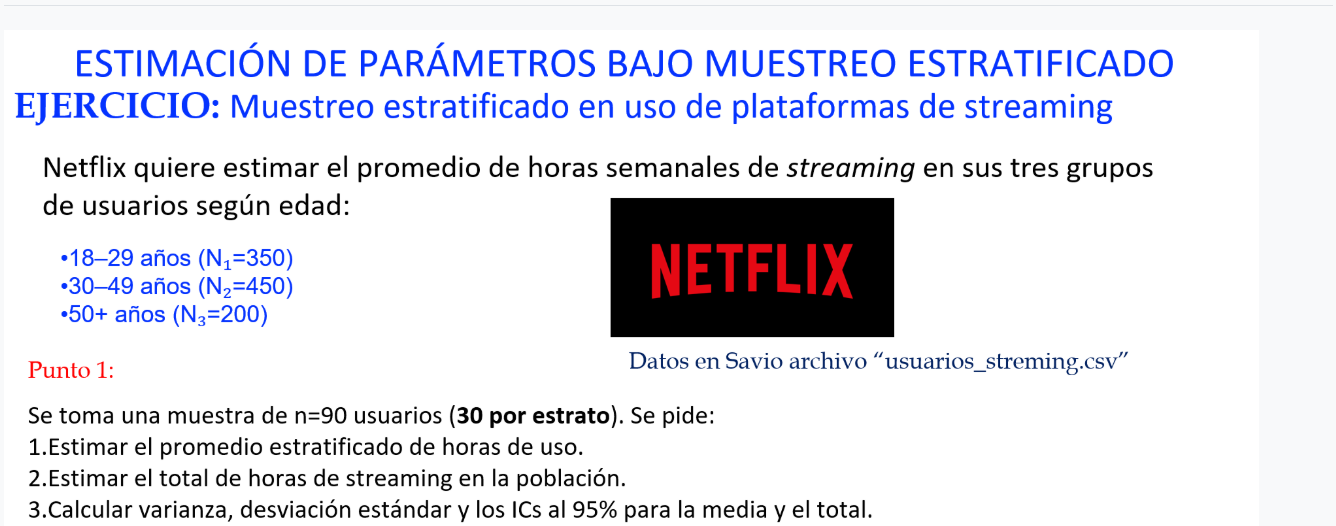 ESTIMACIÓN DE PARÁMETROS BAJO MUESTREO ESTRATIFICADO
EJERCICIO: Muestreo estratificado en uso de plataformas de streaming
Netflix quiere estimar el promedio de horas semanales de streaming en sus tres grupos
de usuarios según edad:
•18–29 años (N₁=350)
•30–49 años (N₂=450)
•50+ años (N₃=200)
NETFLIX
Datos en Savio archivo “usuarios_streming.csv”
Punto 1:
Se toma una muestra de n=90 usuarios (30 por estrato). Se pide:
1.Estimar el promedio estratificado de horas de uso.
2.Estimar el total de horas de streaming en la población.
3.Calcular varianza, desviación estándar y los ICs al 95% para la media y el total.